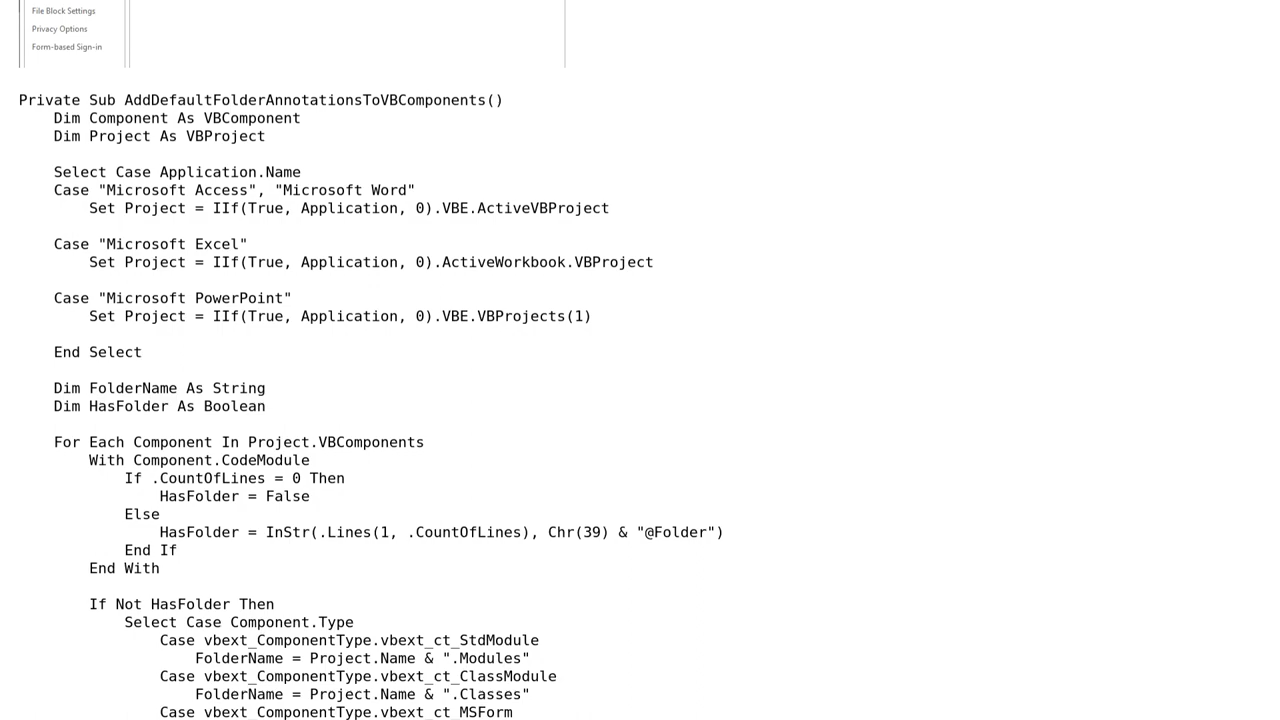 File Block Settings
Privacy Options
Form-based Sign-in
Private Sub AddDefaultFolderAnnotationsToVBComponents()
    Dim Component As VBComponent
    Dim Project As VBProject
    Select Case Application.Name
    Case "Microsoft Access", "Microsoft Word"
        Set Project = IIf(True, Application, 0).VBE.ActiveVBProject
    Case "Microsoft Excel"
        Set Project = IIf(True, Application, 0).ActiveWorkbook.VBProject
    Case "Microsoft PowerPoint"
        Set Project = IIf(True, Application, 0).VBE.VBProjects(1)
    End Select
    Dim FolderName As String
    Dim HasFolder As Boolean
    For Each Component In Project.VBComponents
        With Component.CodeModule
            If .CountOfLines = 0 Then
                HasFolder = False
            Else
                HasFolder = InStr(.Lines(1, .CountOfLines), Chr(39) & "@Folder")
            End If
        End With
        If Not HasFolder Then
            Select Case Component.Type
                Case vbext_ComponentType.vbext_ct_StdModule
                    FolderName = Project.Name & ".Modules"
                Case vbext_ComponentType.vbext_ct_ClassModule
                    FolderName = Project.Name & ".Classes"
                Case vbext_ComponentType.vbext_ct_MSForm